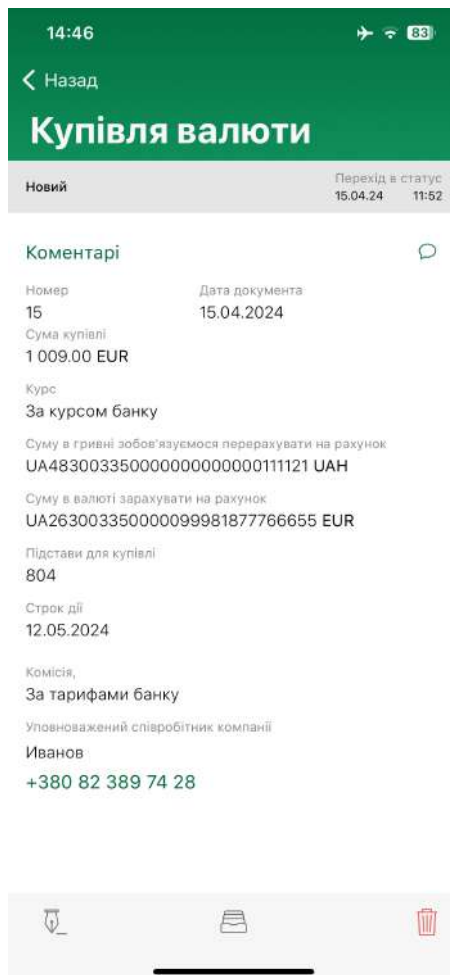 14:46
83
Назад
Купівля валюти
Новий
Перехід в статус
15.04.24 11:52
Коментарі
Номер Дата документа
15 15.04.2024
Сума купівлі
1 009.00 EUR
Курс
За курсом банку
Суму в гривні зобов'язуємося перерахувати на рахунок
UA483003350000000000000111121 UAH
Суму в валюті зарахувати на рахунок
UA263003350000099981877766655 EUR
Підстави для купівлі
804
Строк дії
12.05.2024
Комісія,
За тарифами банку
Уповноважений співробітник компанії
Иванов
+380 82 389 74 28